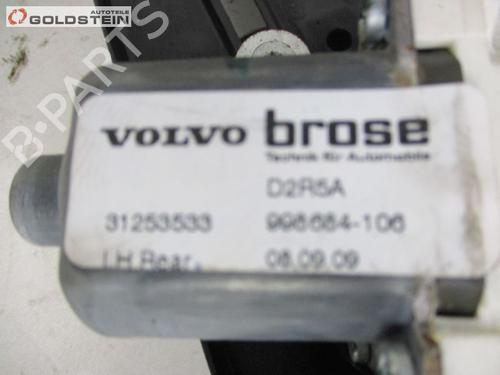 AUTOTEILE
GOLDSTEIN
B-PARTS
VOLVO brose
Technik für Automobile
D2R5A
31253533 998684-106
LH Rear 08.09.09